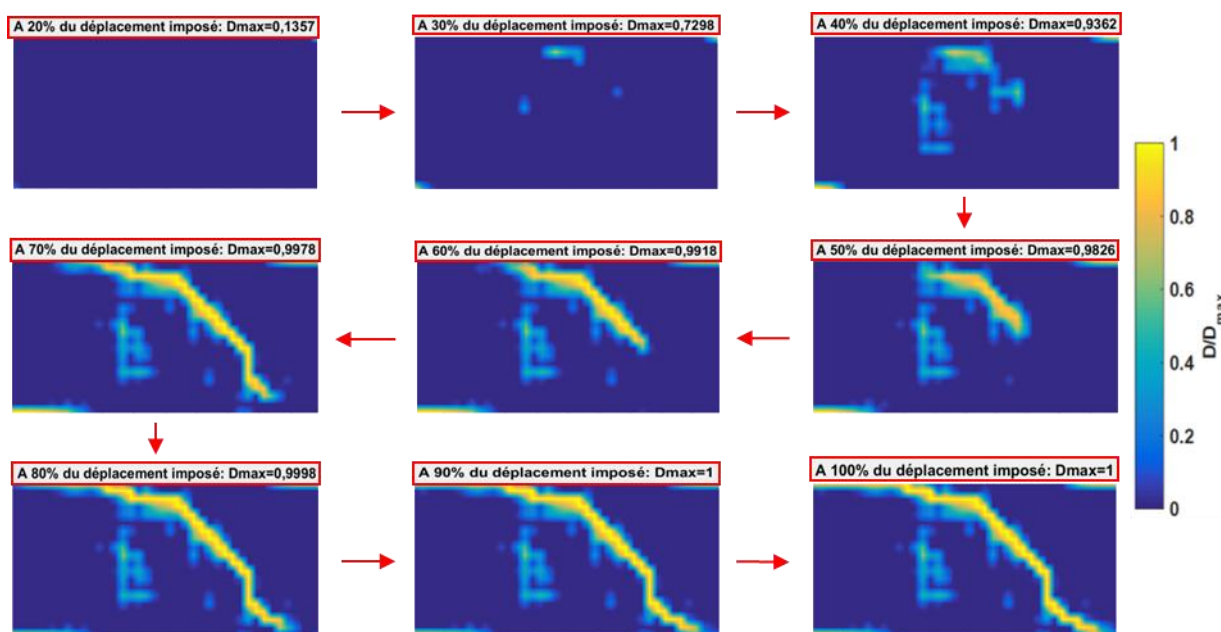 A 20% du déplacement imposé: Dmax=0,1357
A 30% du déplacement imposé: Dmax=0,7298
A 40% du déplacement imposé: Dmax=0,9362
A 70% du déplacement imposé: Dmax=0,9978
A 60% du déplacement imposé: Dmax=0,9918
A 50% du déplacement imposé: Dmax=0,9826
A 80% du déplacement imposé: Dmax=0,9998
A 90% du déplacement imposé: Dmax=1
A 100% du déplacement imposé: Dmax=1
1
0.8
0.6
0.4
0.2
0
D/Dmax